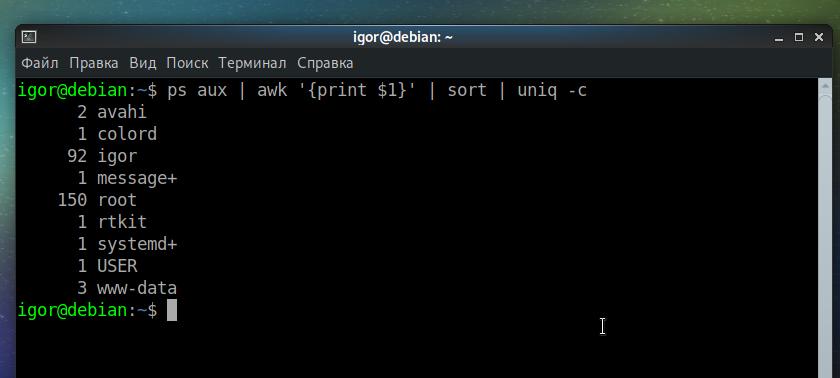 igor@debian: ~
Файл Правка Вид Поиск Терминал Справка
igor@debian:~$ ps aux | awk '{print $1}' | sort | uniq -c
2 avahi
1 colord
92 igor
1 message+
150 root
1 rtkit
1 systemd+
1 USER
3 www-data
igor@debian:~$